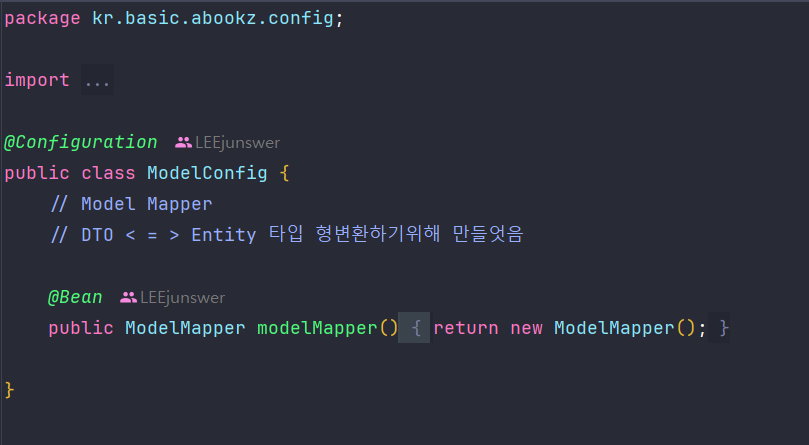 package kr.basic.abookz.config;
import ...
@Configuration LEEjunswer
public class ModelConfig {
// Model Mapper
// DTO < = > Entity 타입 형변환하기위해 만들엇음
@Bean LEEjunswer
public ModelMapper modelMapper() { return new ModelMapper(); }
}